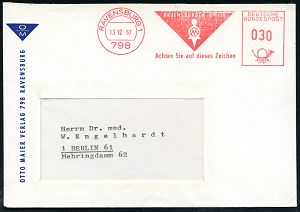 RAVENSBURG 1
13.12.67
798
RAVENSBURGER SPIELE
Achten Sie auf dieses Zeichen
DEUTSCHE
BUNDESPOST
030
OM
OTTO MAIER VERLAG 798 RAVENSBURG
Herrn Dr. med.
W. Engelhardt
1 BERLIN 61
Mehringdamm 62